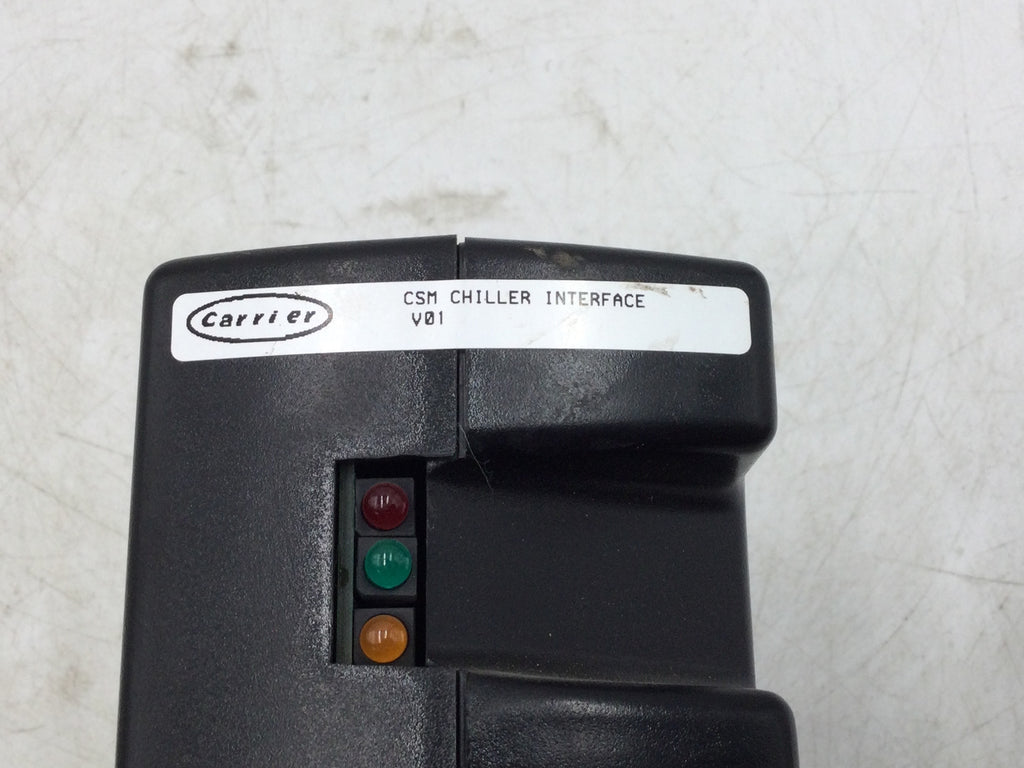 Carrier
CSM CHILLER INTERFACE
V01